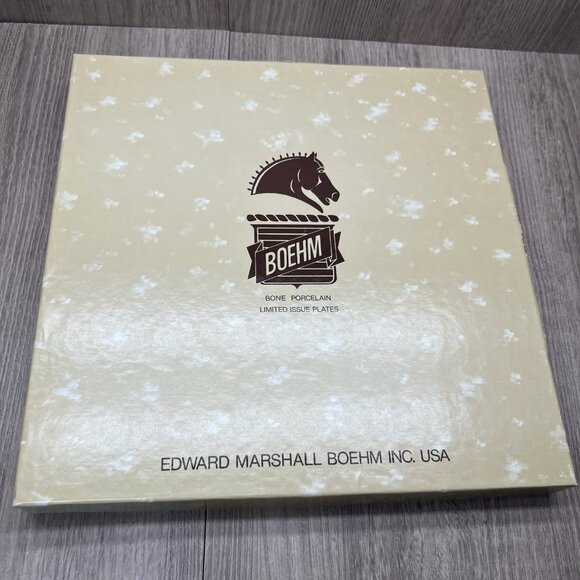 BOEHM
BONE PORCELAIN
LIMITED ISSUE PLATES
EDWARD MARSHALL BOEHM INC. USA